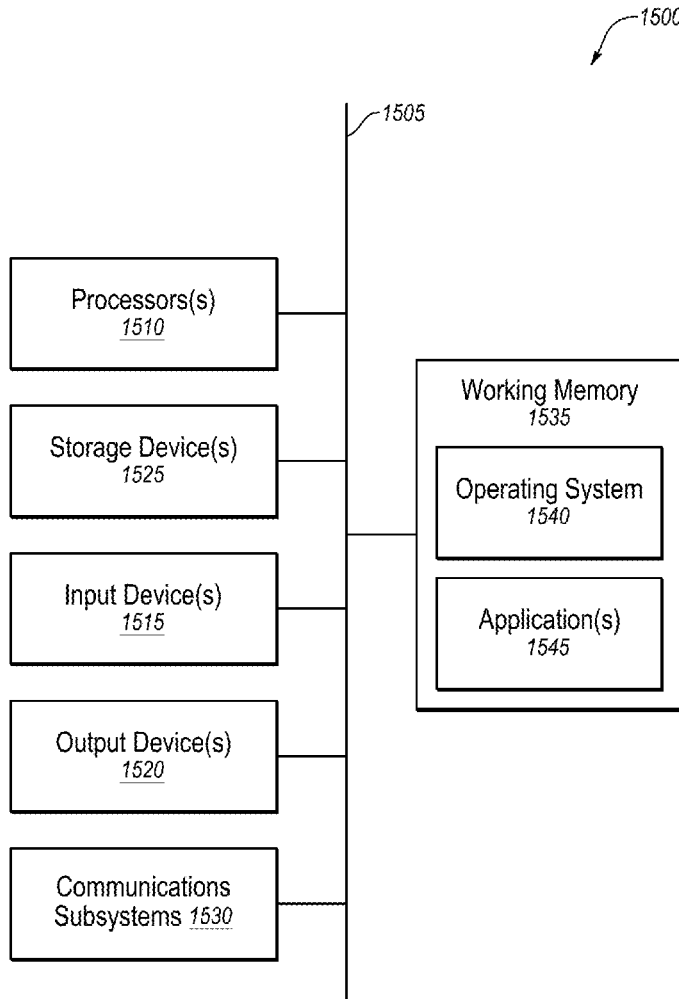 1500
1505
Processors(s)
1510
Storage Device(s)
1525
Input Device(s)
1515
Output Device(s)
1520
Communications
Subsystems 1530
Working Memory
1535
Operating System
1540
Application(s)
1545